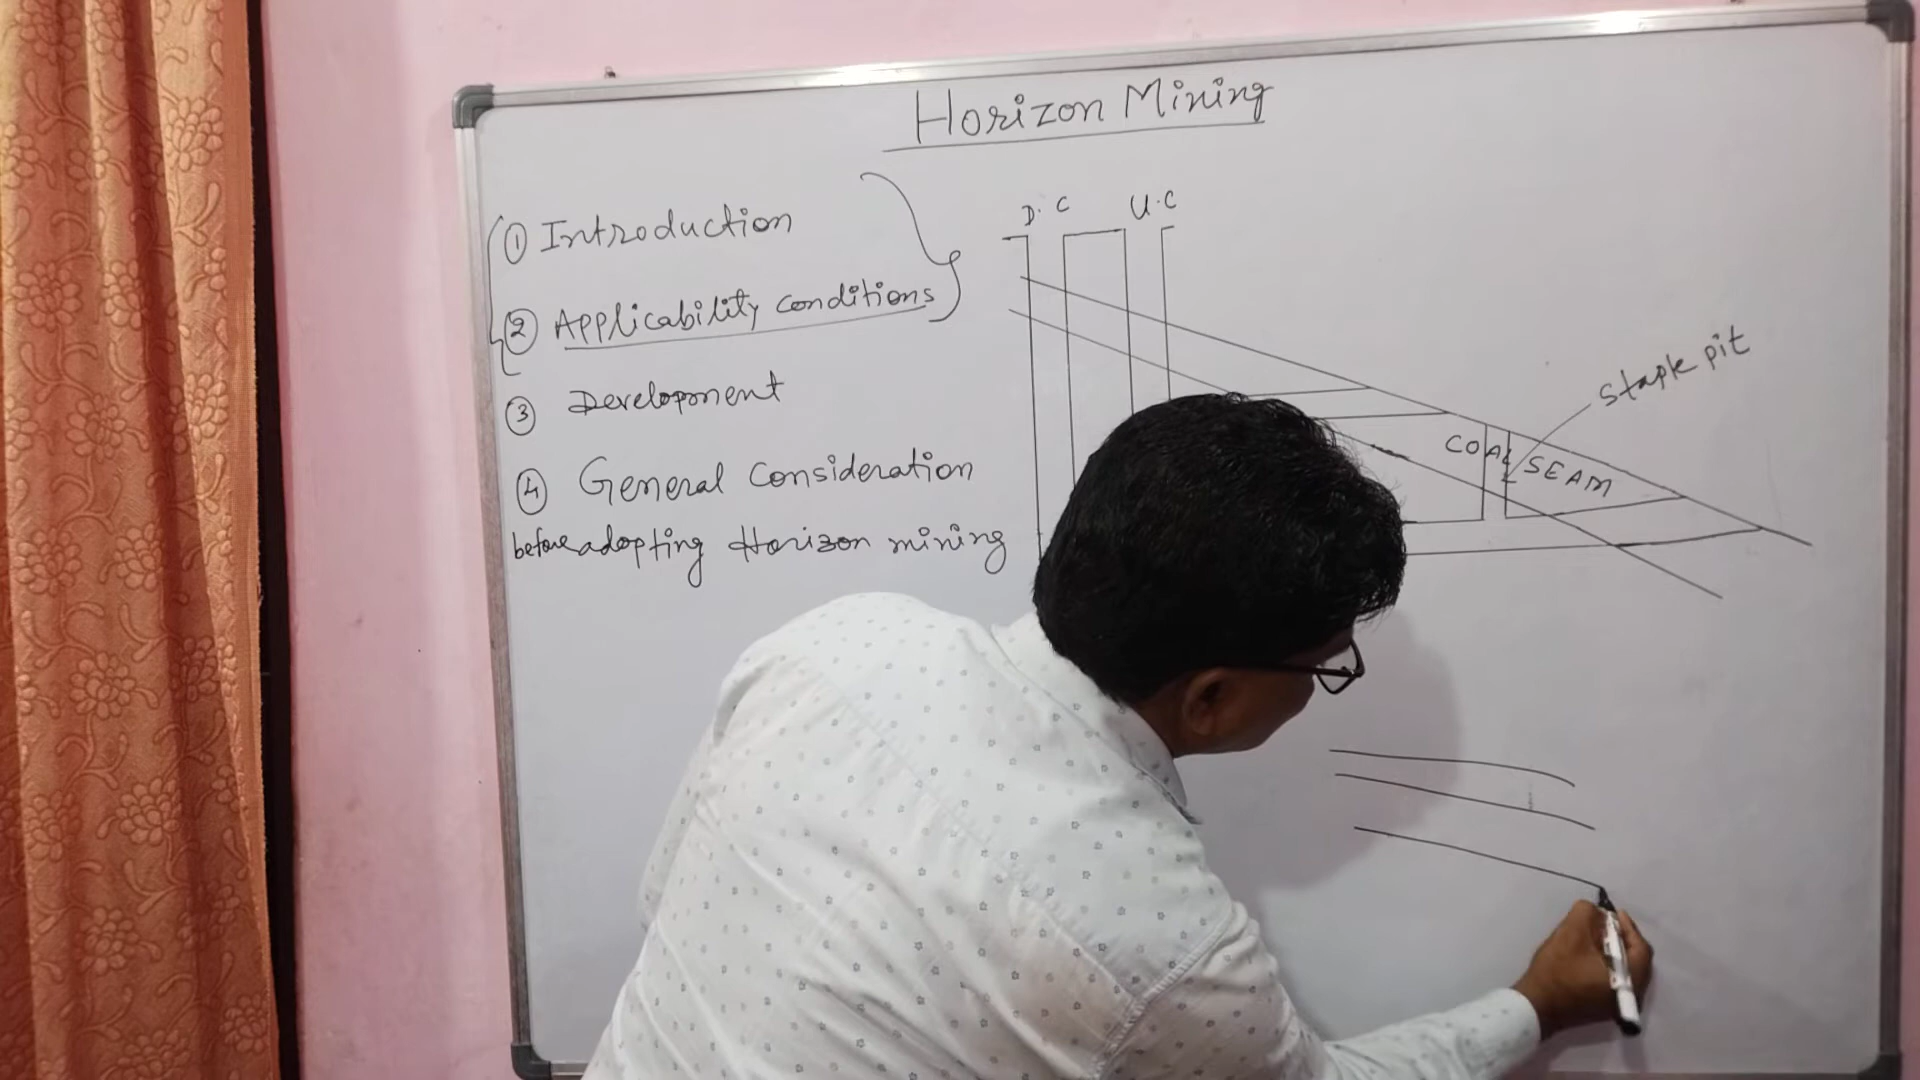 Horizon Mining
① Introduction
② Applicability conditions
③ Development
④ General Consideration
before adopting Horizon mining
D.C
U.C
Staple pit
COAL SEAM